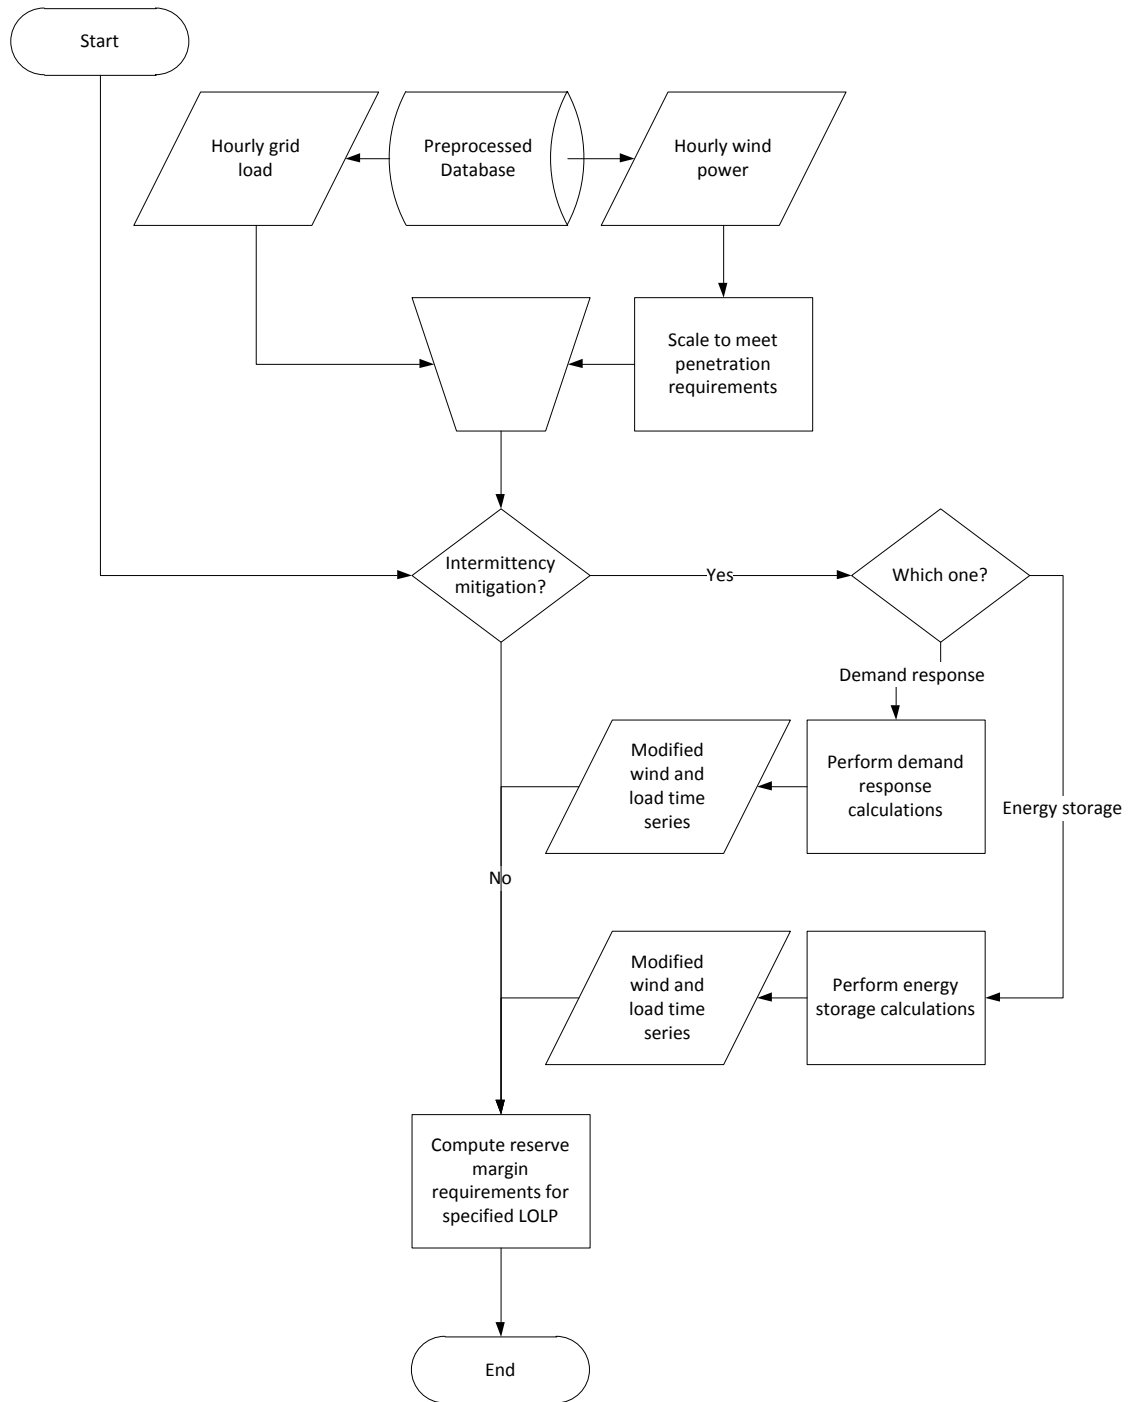 Start
Hourly grid
load
Preprocessed
Database
Hourly wind
power
Scale to meet
penetration
requirements
Intermittency
mitigation?
Yes
Which one?
Demand response
Modified
wind and
load time
series
Perform demand
response
calculations
Energy storage
No
Modified
wind and
load time
series
Perform energy
storage calculations
Compute reserve
margin
requirements for
specified LOLP
End